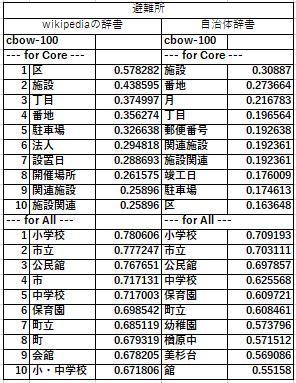 避難所
wikipediaの辞書 自治体辞書
cbow-100 cbow-100
--- for Core --- --- for Core ---
1 区 0.578282 施設 0.30887
2 施設 0.438595 番地 0.273664
3 丁目 0.374997 月 0.216783
4 番地 0.356274 丁目 0.196564
5 駐車場 0.326638 郵便番号 0.192638
6 法人 0.294818 関連施設 0.192361
7 設置日 0.288693 施設関連 0.192361
8 開催場所 0.261575 竣工日 0.176009
9 関連施設 0.25896 駐車場 0.174613
10 施設関連 0.25896 区 0.163648
--- for All --- --- for All ---
1 小学校 0.780606 小学校 0.709193
2 市立 0.777247 市立 0.703111
3 公民館 0.767651 公民館 0.697857
4 市 0.717131 中学校 0.625568
5 中学校 0.717003 保育園 0.609721
6 保育園 0.698542 町立 0.608461
7 町立 0.685119 幼稚園 0.573796
8 町 0.679319 檜原中 0.571512
9 会館 0.678205 美杉台 0.569086
10 小・中学校 0.671806 館 0.55158